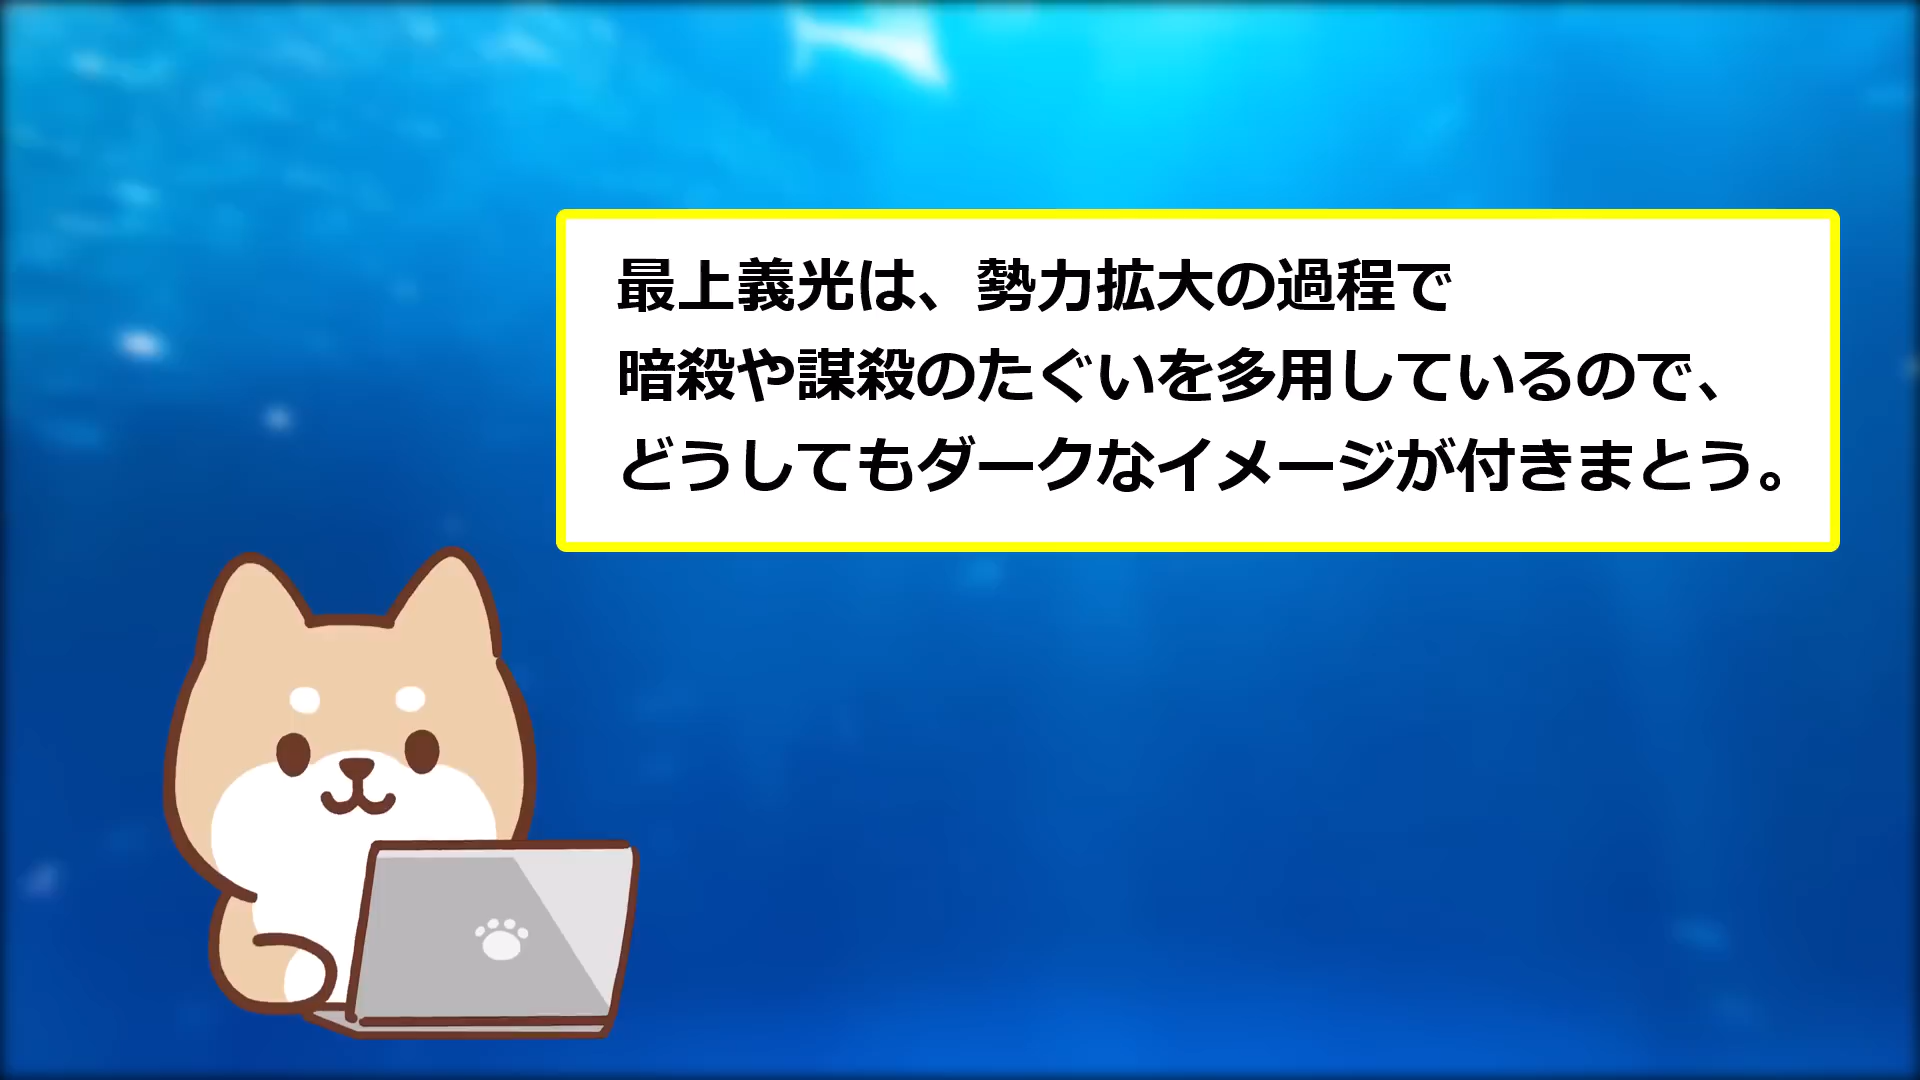 最上義光は、勢力拡大の過程で
暗殺や謀殺のたぐいを多用しているので、
どうしてもダークなイメージが付きまとう。